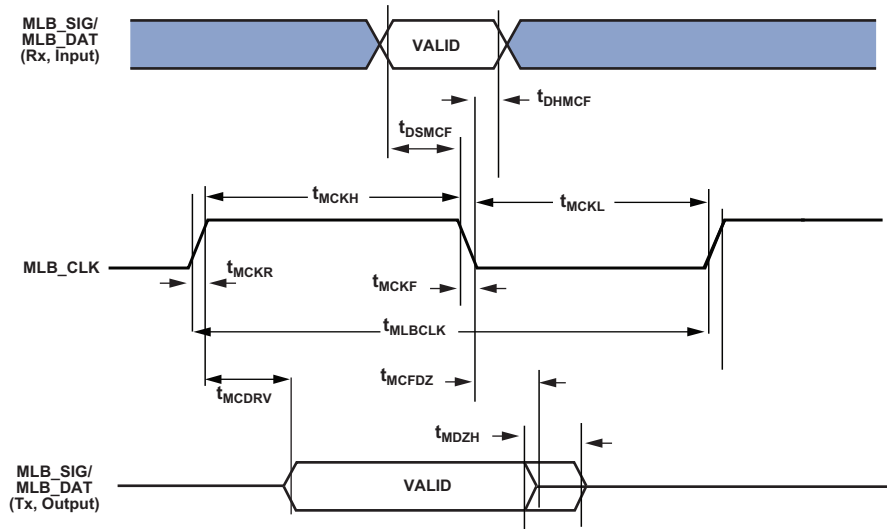 MLB_SIG/
MLB_DAT
(Rx, Input)
VALID
tDHMCF
tDSMCF
tMCKH
tMCKL
MLB_CLK
tMCKR
tMCKF
tMLBCLK
tMCDRV
tMCFDZ
tMDZH
MLB_SIG/
MLB_DAT
(Tx, Output)
VALID